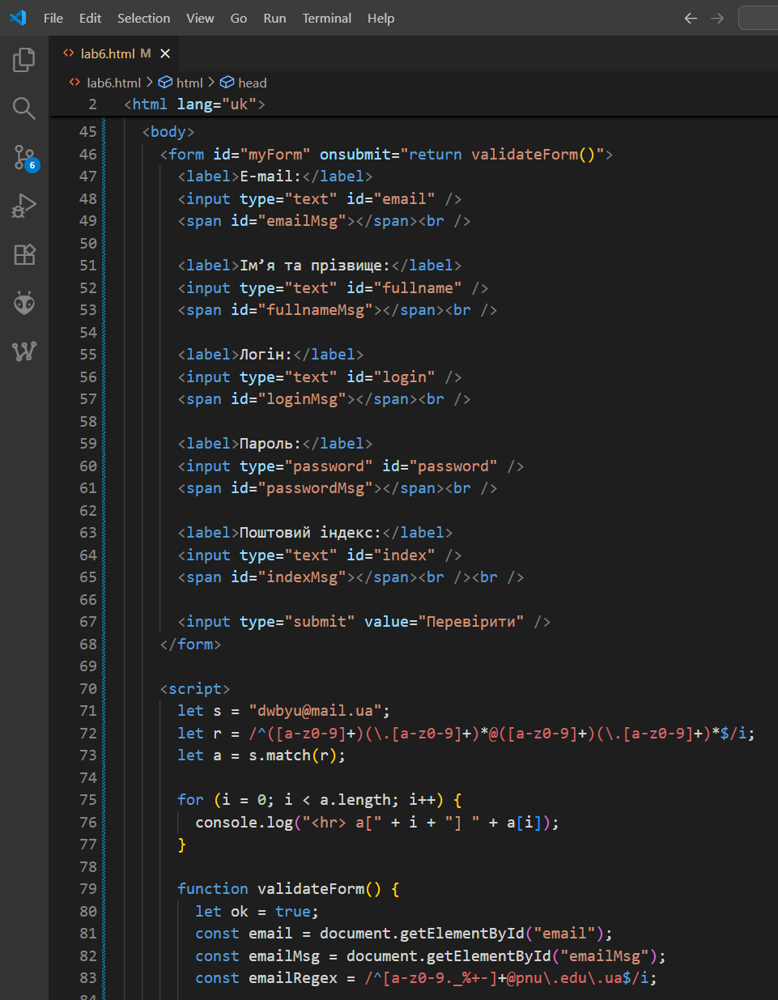 File Edit Selection View Go Run Terminal Help
lab6.html M
lab6.html html head
2 <html lang="uk">
45 <body>
46 <form id="myForm" onsubmit="return validateForm()">
47 <label>E-mail:</label>
48 <input type="text" id="email" />
49 <span id="emailMsg"></span><br />
50
51 <label>Ім’я та прізвище:</label>
52 <input type="text" id="fullname" />
53 <span id="fullnameMsg"></span><br />
54
55 <label>Логін:</label>
56 <input type="text" id="login" />
57 <span id="loginMsg"></span><br />
58
59 <label>Пароль:</label>
60 <input type="password" id="password" />
61 <span id="passwordMsg"></span><br />
62
63 <label>Поштовий індекс:</label>
64 <input type="text" id="index" />
65 <span id="indexMsg"></span><br /><br />
66
67 <input type="submit" value="Перевірити" />
68 </form>
69
70 <script>
71 let s = "dwbyu@mail.ua";
72 let r = /^([a-z0-9]+)(\.[a-z0-9]+)*@([a-z0-9]+)(\.[a-z0-9]+)*$/i;
73 let a = s.match(r);
74
75 for (i = 0; i < a.length; i++) {
76 console.log("<hr> a[" + i + "] " + a[i]);
77 }
78
79 function validateForm() {
80 let ok = true;
81 const email = document.getElementById("email");
82 const emailMsg = document.getElementById("emailMsg");
83 const emailRegex = /^[a-z0-9._%+-]+@pnu\.edu\.ua$/i;
84
6